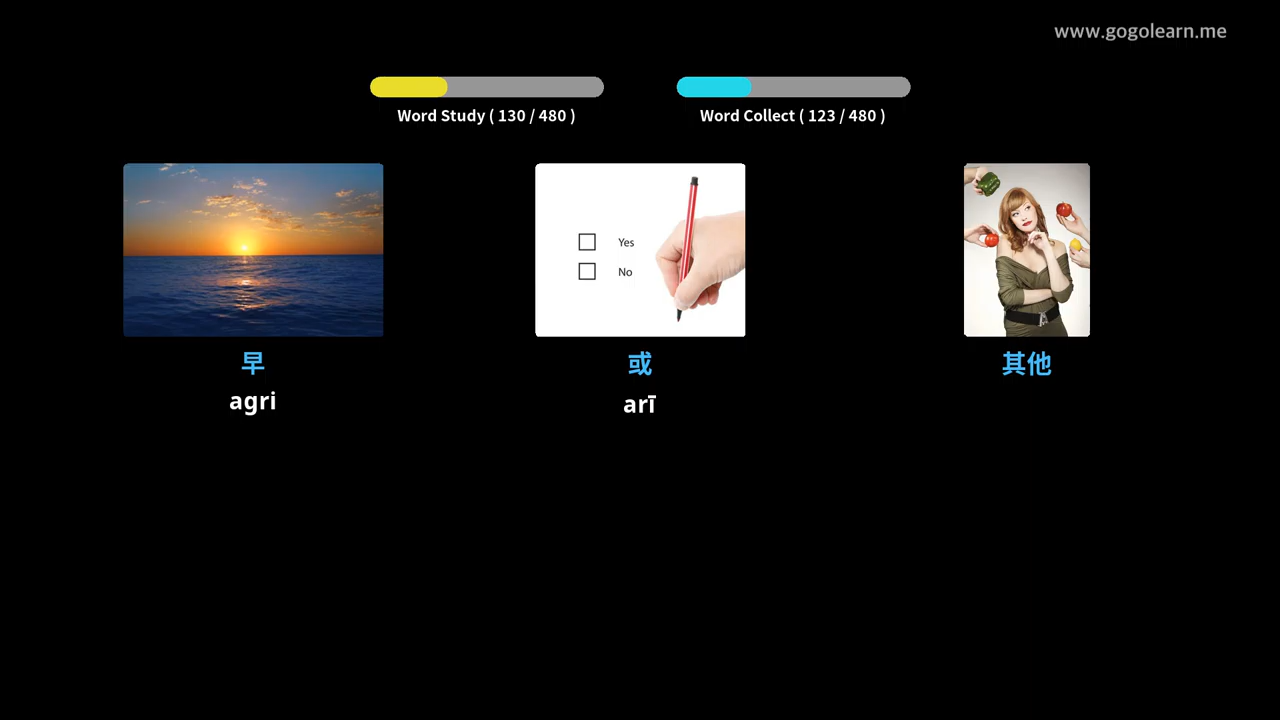 www.gogolearn.me
Word Study ( 130 / 480 )
Word Collect ( 123 / 480 )
Yes
No
早
或
其他
agri
arī